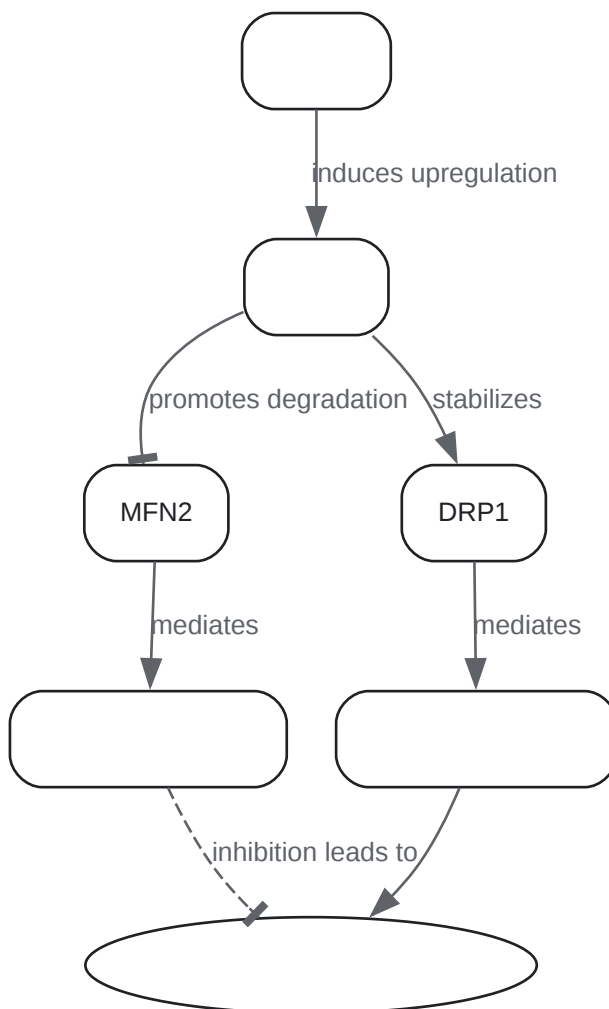 induces upregulation
promotes degradation
stabilizes
MFN2
DRP1
mediates
mediates
inhibition leads to